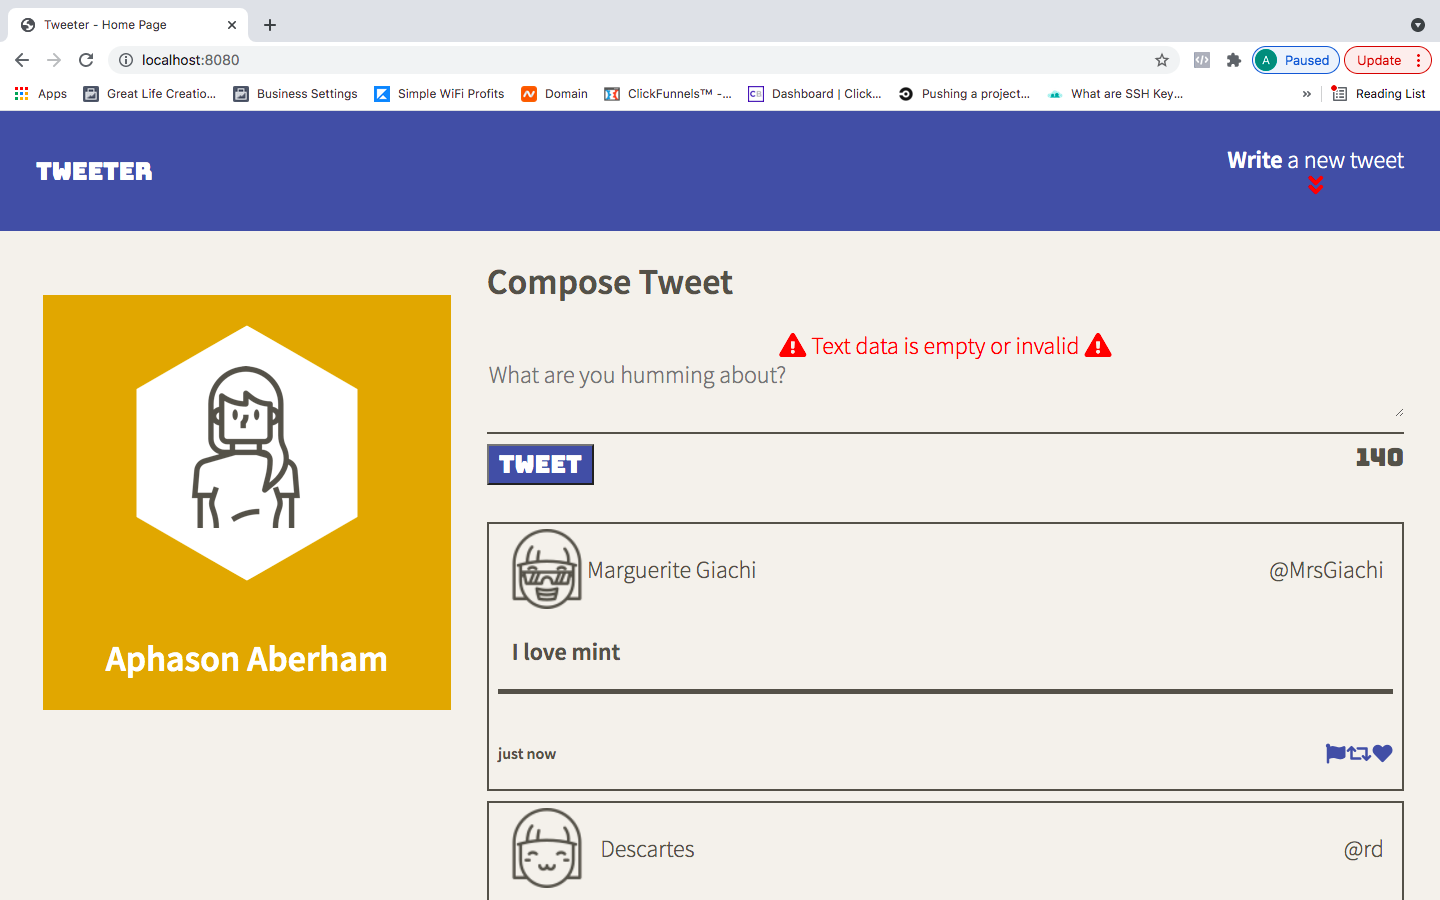 Tweeter - Home Page
localhost:8080
A Paused
Update
Apps
Great Life Creatio...
Business Settings
Simple WiFi Profits
Domain
ClickFunnels™ -...
CB Dashboard | Click...
Pushing a project...
What are SSH Key...
»
Reading List
TWEETER
Write a new tweet
Compose Tweet
Text data is empty or invalid
What are you humming about?
TWEET
140
Aphason Aberham
Marguerite Giachi
@MrsGiachi
I love mint
just now
Descartes
@rd